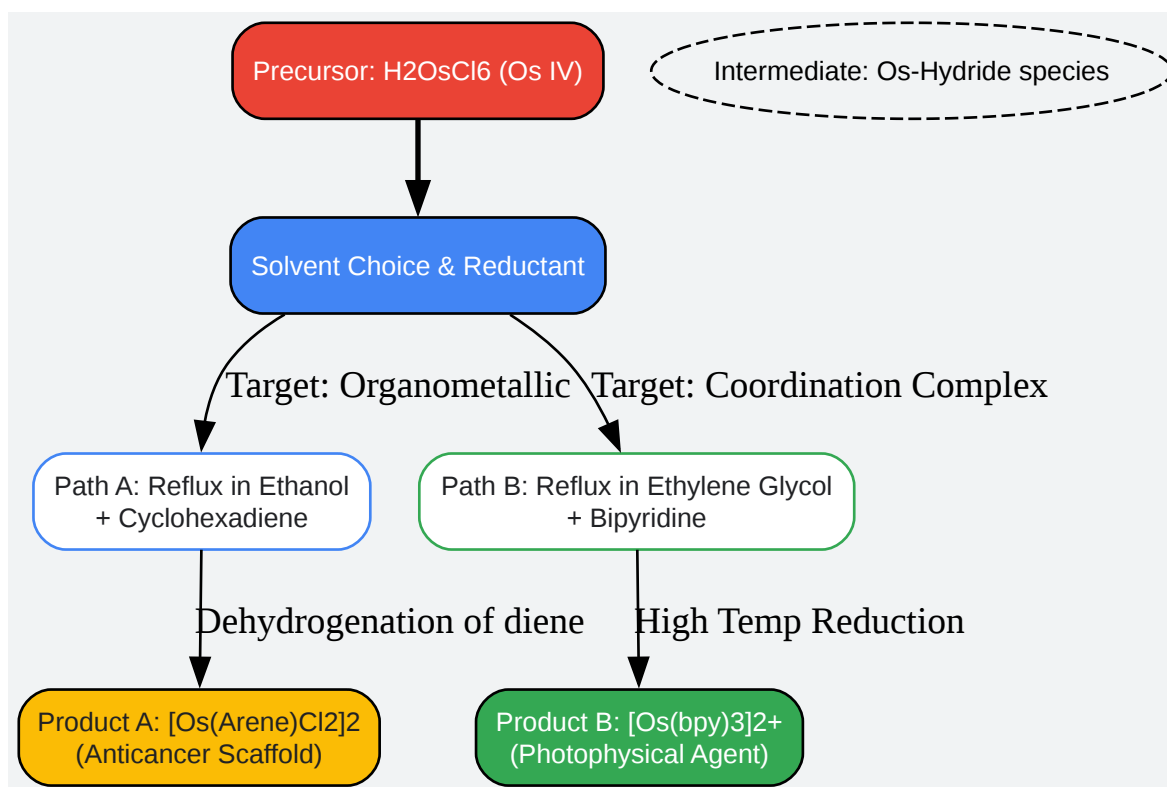 Precursor: H2OsCl6 (Os IV)
Intermediate: Os-Hydride species
Solvent Choice & Reductant
Target: Organometallic
Target: Coordination Complex
Path A: Reflux in Ethanol
+ Cyclohexadiene
Path B: Reflux in Ethylene Glycol
+ Bipyridine
Dehydrogenation of diene
High Temp Reduction
Product A: [Os(Arene)Cl2]2
(Anticancer Scaffold)
Product B: [Os(bpy)3]2+
(Photophysical Agent)